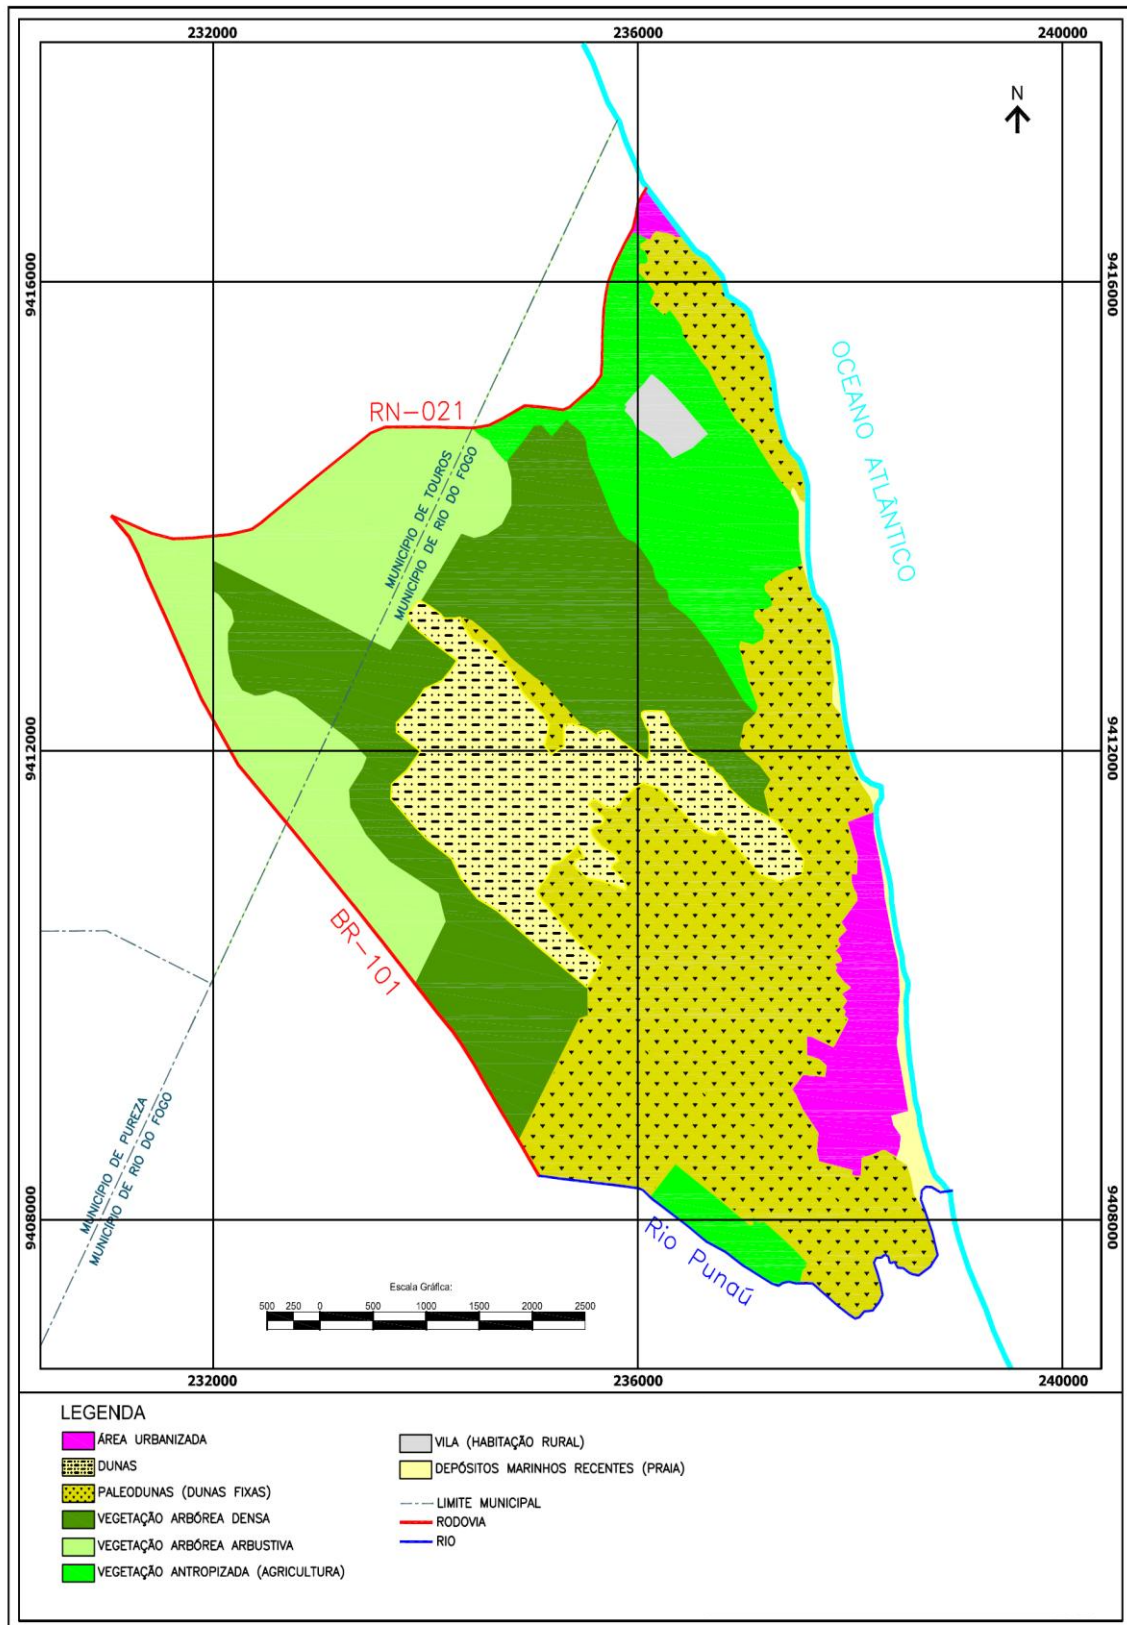 232000
236000
240000
N
9416000
9416000
OCEANO ATLÂNTICO
RN-021
MUNICÍPIO DE TOUROS
MUNICÍPIO DE RIO DO FOGO
9412000
9412000
BR-101
MUNICÍPIO DE PUREZA
MUNICÍPIO DE RIO DO FOGO
9408000
9408000
Rio Punaú
Escala Gráfica:
500 250 0 500 1000 1500 2000 2500
232000
236000
240000
LEGENDA
ÁREA URBANIZADA
DUNAS
PALEODUNAS (DUNAS FIXAS)
VEGETAÇÃO ARBÓREA DENSA
VEGETAÇÃO ARBÓREA ARBUSTIVA
VEGETAÇÃO ANTROPIZADA (AGRICULTURA)
VILA (HABITAÇÃO RURAL)
DEPÓSITOS MARINHOS RECENTES (PRAIA)
LIMITE MUNICIPAL
RODOVIA
RIO